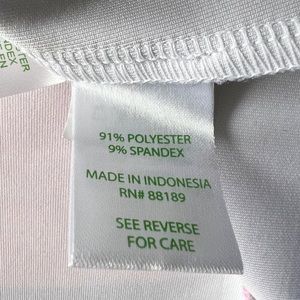 91% POLYESTER
9% SPANDEX
MADE IN INDONESIA
RN# 88189
SEE REVERSE
FOR CARE